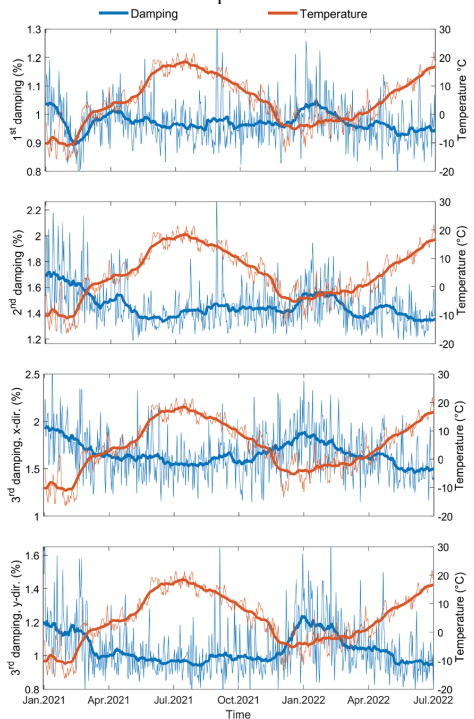 Damping Temperature
1.3 30
1.2 20
1.1 10
1 0
0.9 -10
0.8 -20
1st damping (%)
Temperature °C
2.2 30
2 20
1.8 10
1.6 0
1.4 -10
1.2 -20
2nd damping (%)
Temperature (°C)
2.5 30
20
2 10
0
1.5 -10
1 -20
3rd damping, x-dir. (%)
Temperature (°C)
1.6 30
1.4 20
10
1.2 0
1 -10
0.8 -20
3rd damping, y-dir. (%)
Temperature (°C)
Jan.2021 Apr.2021 Jul.2021 Oct.2021 Jan.2022 Apr.2022 Jul.2022
Time